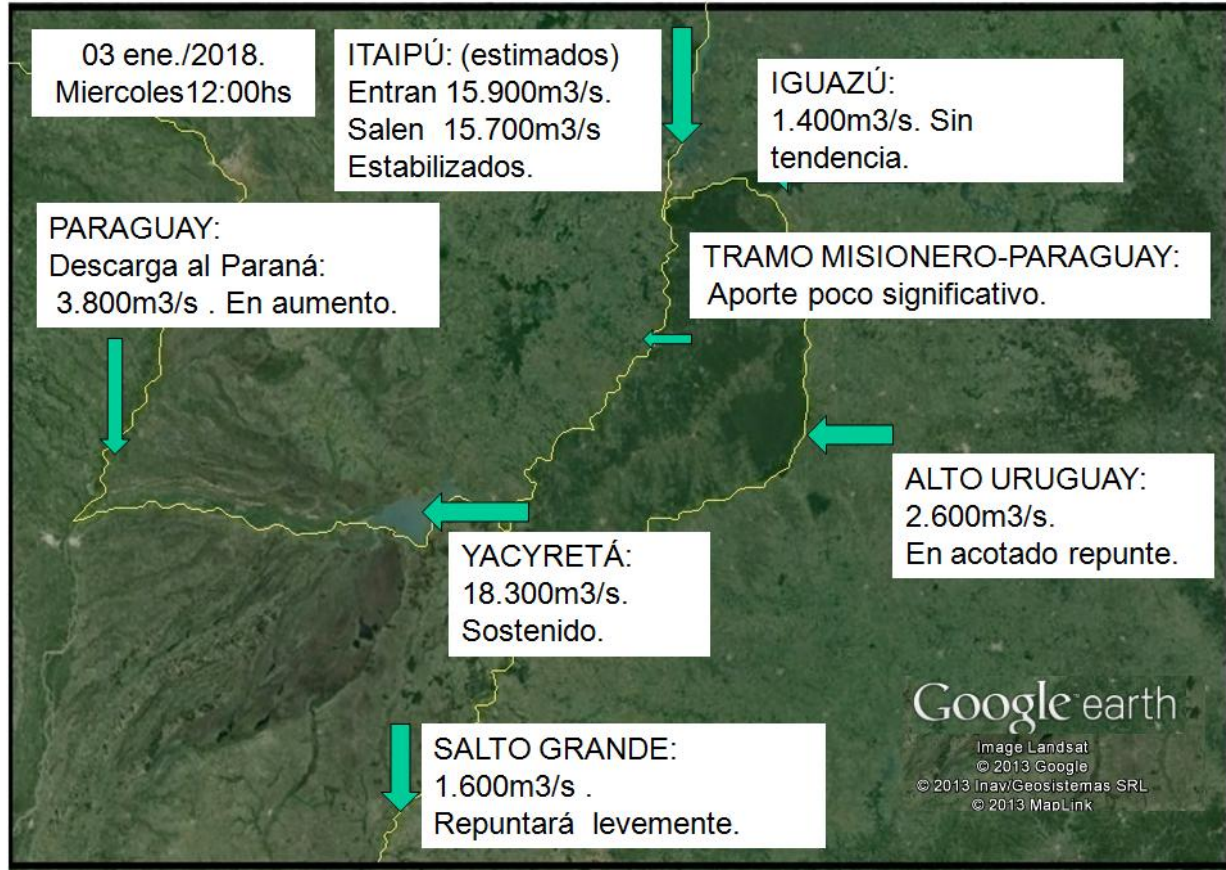 03 ene./2018.
Miercoles12:00hs
ITAIPÚ: (estimados)
Entran 15.900m3/s.
Salen 15.700m3/s
Estabilizados.
IGUAZÚ:
1.400m3/s. Sin
tendencia.
PARAGUAY:
Descarga al Paraná:
3.800m3/s . En aumento.
TRAMO MISIONERO-PARAGUAY:
Aporte poco significativo.
ALTO URUGUAY:
2.600m3/s.
En acotado repunte.
YACYRETÁ:
18.300m3/s.
Sostenido.
SALTO GRANDE:
1.600m3/s .
Repuntará levemente.
Google earth
Image Landsat
© 2013 Google
© 2013 Inav/Geosistemas SRL
© 2013 MapLink